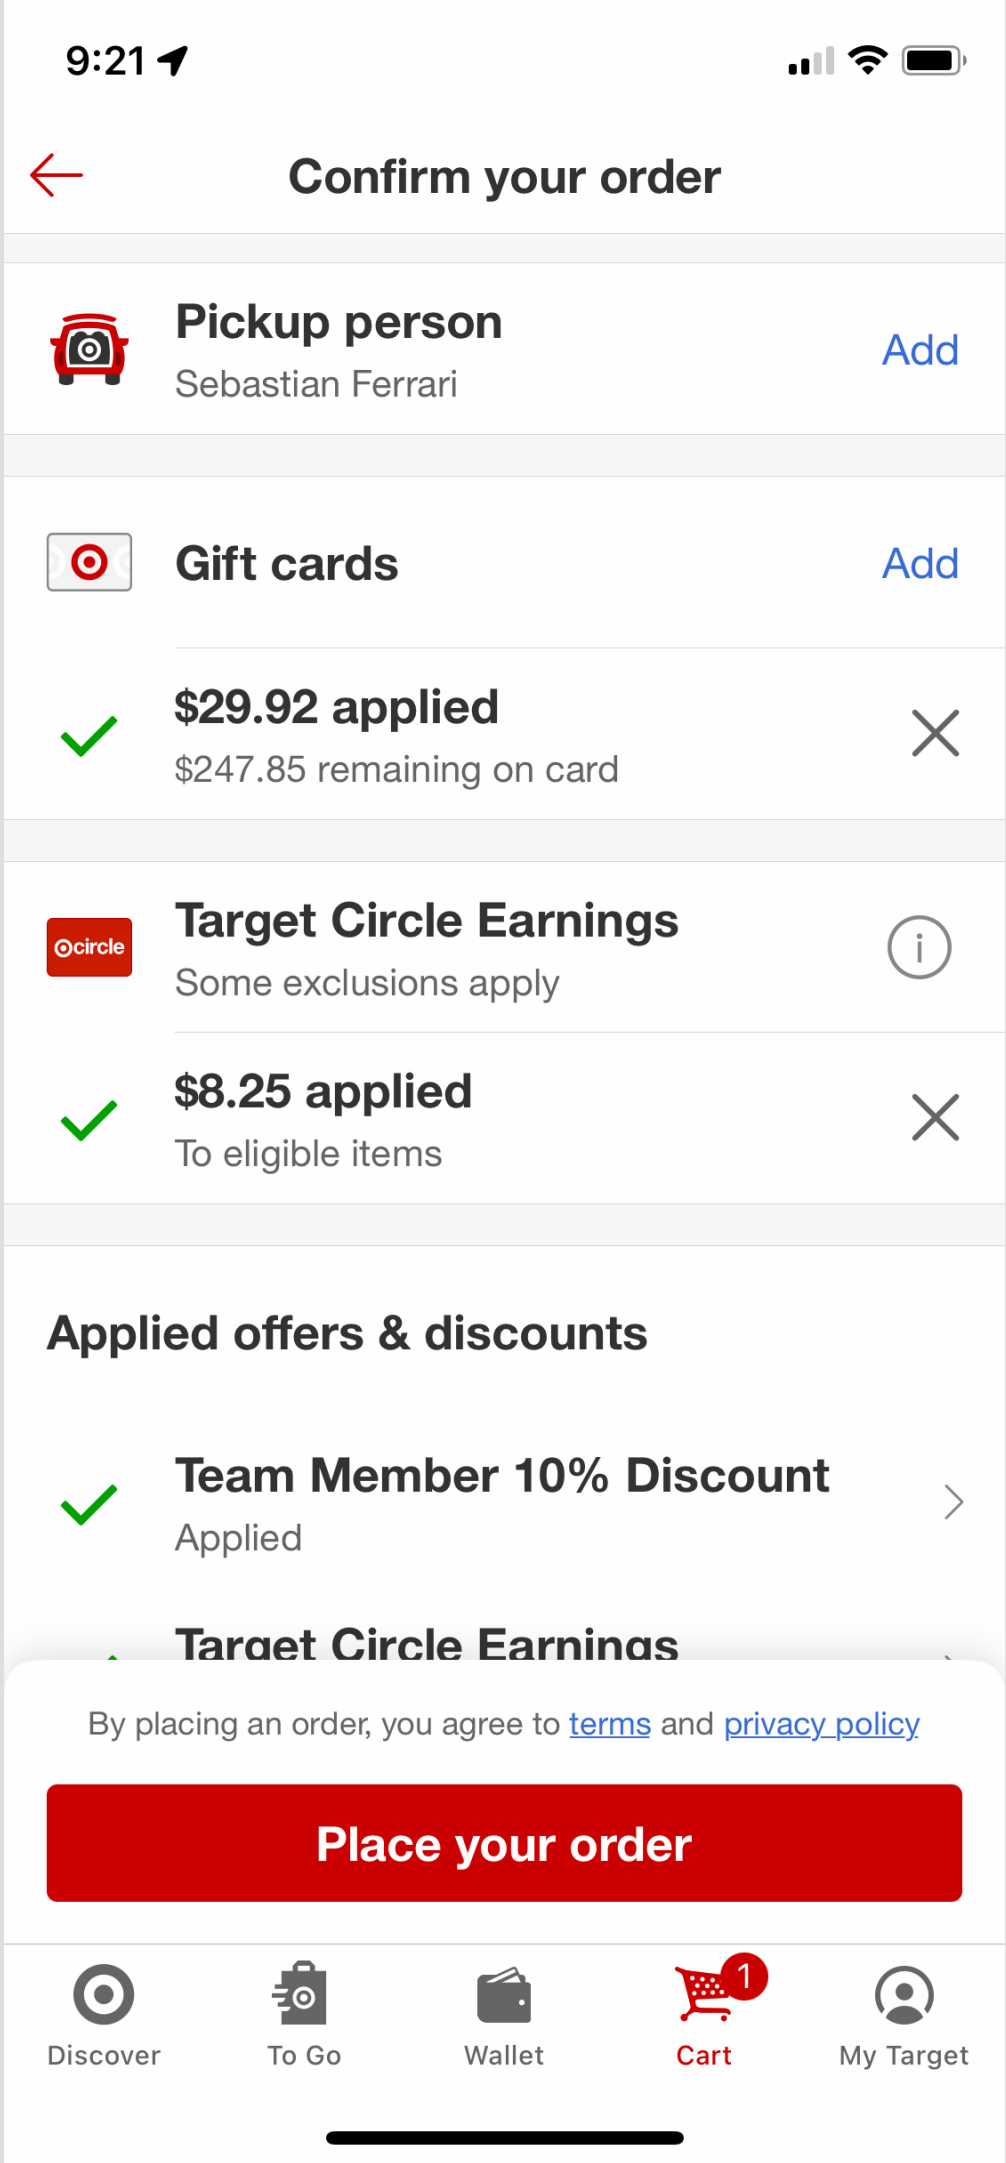 9:21
Confirm your order
Pickup person
Sebastian Ferrari
Add
Gift cards
Add
$29.92 applied
$247.85 remaining on card
circle
Target Circle Earnings
Some exclusions apply
$8.25 applied
To eligible items
Applied offers & discounts
Team Member 10% Discount
Applied
Target Circle Earnings
By placing an order, you agree to terms and privacy policy
Place your order
1
Discover
To Go
Wallet
Cart
My Target